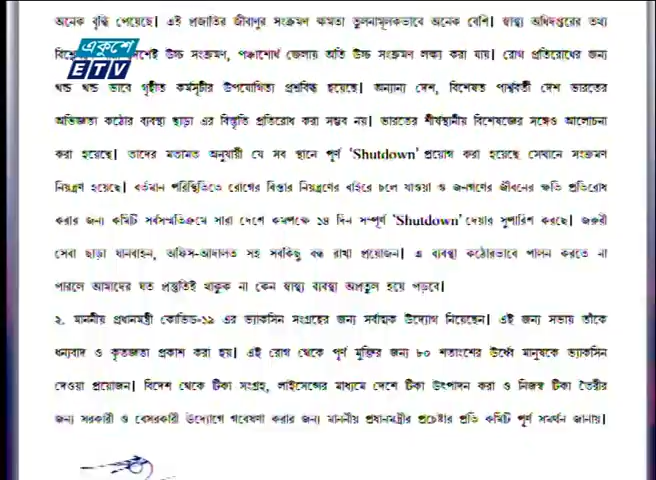 অনেক বৃদ্ধি পেয়েছে। এই প্রজাতির জীবাণুর সংক্রমণ ক্ষমতা তুলনামূলকভাবে অনেক বেশি। স্বাস্থ্য অধিদপ্তরের তথ্য
একুশে
বিশ্লে দেশেই উচ্চ সংক্রমণ, পঞ্চাশোর্ধ জেলায় অতি উচ্চ সংক্রমণ লক্ষ্য করা যায়। রোগ প্রতিরোধের জন্য
ETV
খন্ড খন্ড ভাবে গৃহীত কর্মসূচীর উপযোগিতা প্রশ্নবিদ্ধ হয়েছে। অন্যান্য দেশ, বিশেষত পার্শ্ববর্তী দেশ ভারতের
অভিজ্ঞতা কঠোর ব্যবস্থা ছাড়া এর বিস্তৃতি প্রতিরোধ করা সম্ভব নয়। ভারতের শীর্ষস্থানীয় বিশেষজ্ঞের সঙ্গেও আলোচনা
করা হয়েছে। তাদের মতামত অনুযায়ী যে সব স্থানে পূর্ণ ‘Shutdown’ প্রয়োগ করা হয়েছে সেখানে সংক্রমণ
নিয়ন্ত্রণ হয়েছে। বর্তমান পরিস্থিতিতে রোগের বিস্তার নিয়ন্ত্রণের বাইরে চলে যাওয়া ও জনগণের জীবনের ক্ষতি প্রতিরোধ
করার জন্য কমিটি সর্বসম্মতিক্রমে সারা দেশে কমপক্ষে ১৪ দিন সম্পূর্ণ ‘Shutdown’ দেয়ার সুপারিশ করছে। জরুরী
সেবা ছাড়া যানবাহন, অফিস-আদালত সহ সবকিছু বন্ধ রাখা প্রয়োজন। এ ব্যবস্থা কঠোরভাবে পালন করতে না
পারলে আমাদের যত প্রস্তুতিই থাকুক না কেন স্বাস্থ্য ব্যবস্থা অপ্রতুল হয়ে পড়বে।
২. মাননীয় প্রধানমন্ত্রী কোভিড-১৯ এর ভ্যাকসিন সংগ্রহের জন্য সর্বাত্মক উদ্যোগ নিয়েছেন। এই জন্য সভায় তাঁকে
ধন্যবাদ ও কৃতজ্ঞতা প্রকাশ করা হয়। এই রোগ থেকে পূর্ণ মুক্তির জন্য ৮০ শতাংশের উর্ধ্বে মানুষকে ভ্যাকসিন
দেওয়া প্রয়োজন। বিদেশ থেকে টিকা সংগ্রহ, লাইসেন্সের মাধ্যমে দেশে টিকা উৎপাদন করা ও নিজস্ব টিকা তৈরীর
জন্য সরকারী ও বেসরকারী উদ্যোগে গবেষণা করার জন্য মাননীয় প্রধানমন্ত্রীর প্রচেষ্টার প্রতি কমিটি পূর্ণ সমর্থন জানায়।